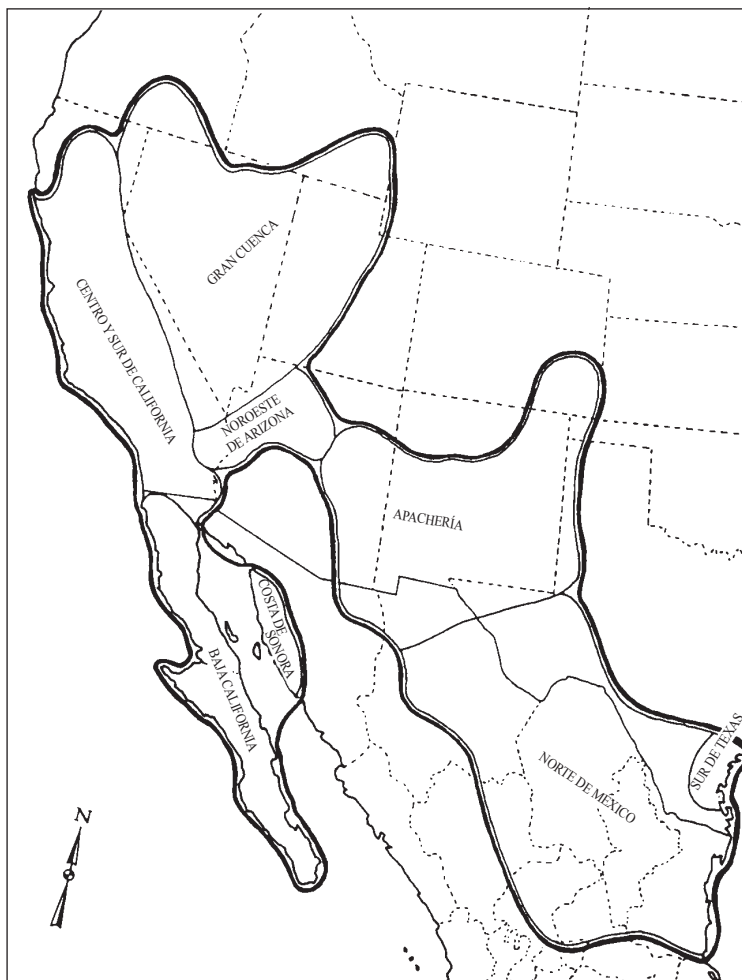 GRAN CUENCA
CENTRO Y SUR DE CALIFORNIA
NOROESTE
DE ARIZONA
APACHERÍA
COSTA DE
SONORA
BAJA CALIFORNIA
NORTE DE MÉXICO
SUR DE TEXAS
N